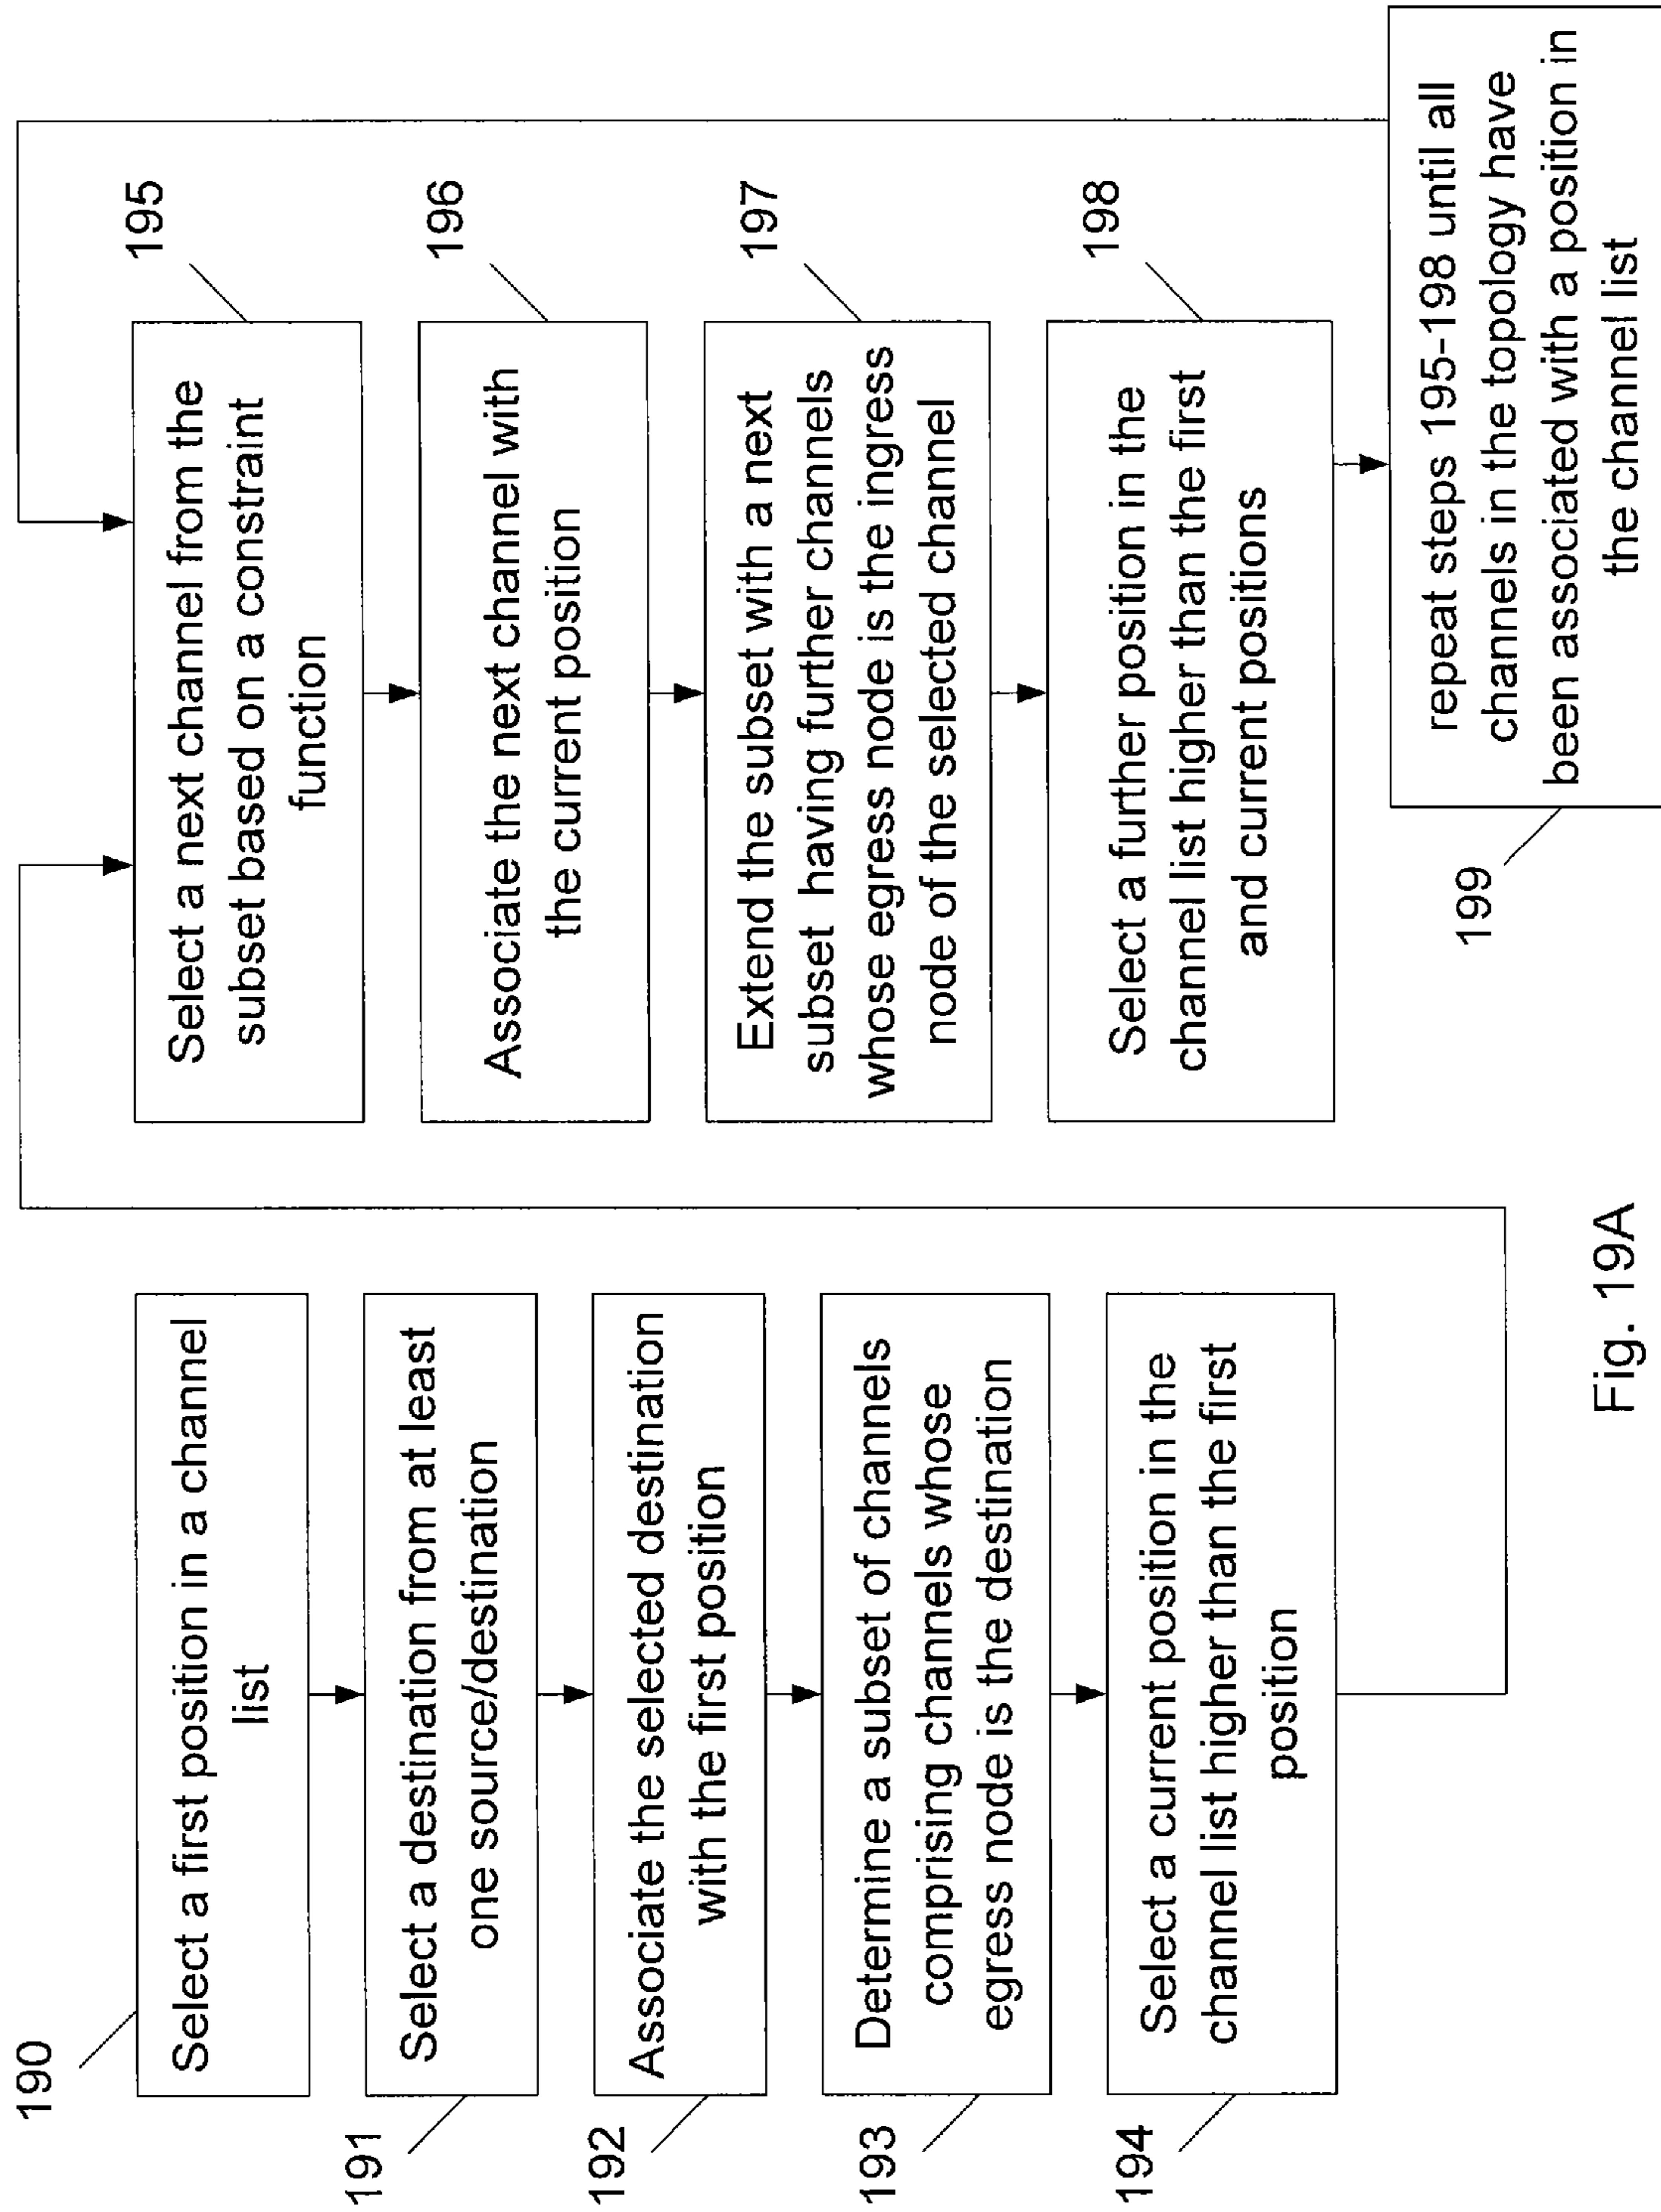 190
Select a first position in a channel
list
191
Select a destination from at least
one source/destination
192
Associate the selected destination
with the first position
193
Determine a subset of channels
comprising channels whose
egress node is the destination
194
Select a current position in the
channel list higher than the first
position
195
Select a next channel from the
subset based on a constraint
function
196
Associate the next channel with
the current position
197
Extend the subset with a next
subset having further channels
whose egress node is the ingress
node of the selected channel
198
Select a further position in the
channel list higher than the first
and current positions
199
repeat steps 195-198 until all
channels in the topology have
been associated with a position in
the channel list
Fig. 19A